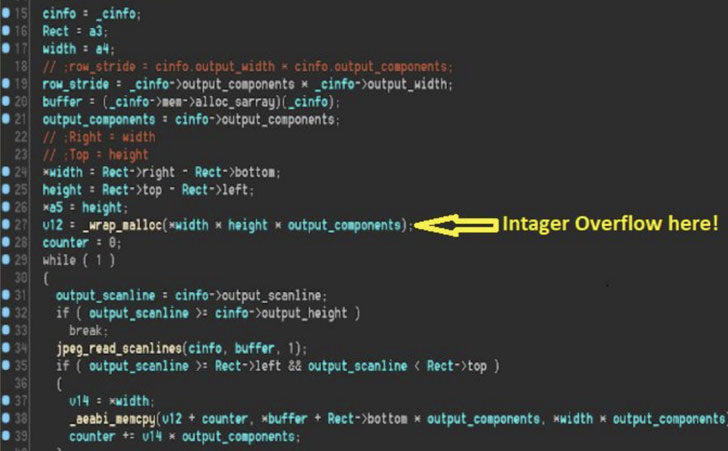 15 cinfo = _cinfo;
16 Rect = a3;
17 width = a4;
18 // ;row_stride = cinfo.output_width * cinfo.output_components;
19 row_stride = _cinfo->output_components * _cinfo->output_width;
20 buffer = (_cinfo->mem->alloc_sarray)(_cinfo);
21 output_components = cinfo->output_components;
22 // ;Right = width
23 // ;Top = height
24 *width = Rect->right - Rect->bottom;
25 height = Rect->top - Rect->left;
26 *a5 = height;
27 v12 = _wrap_malloc(*width * height * output_components); Intager Overflow here!
28 counter = 0;
29 while ( 1 )
30 {
31 output_scanline = cinfo->output_scanline;
32 if ( output_scanline >= cinfo->output_height )
33 break;
34 jpeg_read_scanlines(cinfo, buffer, 1);
35 if ( output_scanline >= Rect->left && output_scanline < Rect->top )
36 {
37 v14 = *width;
38 _aeabi_memcpy(v12 + counter, *buffer + Rect->bottom * output_components, *width * output_components
39 counter += v14 * output_components;